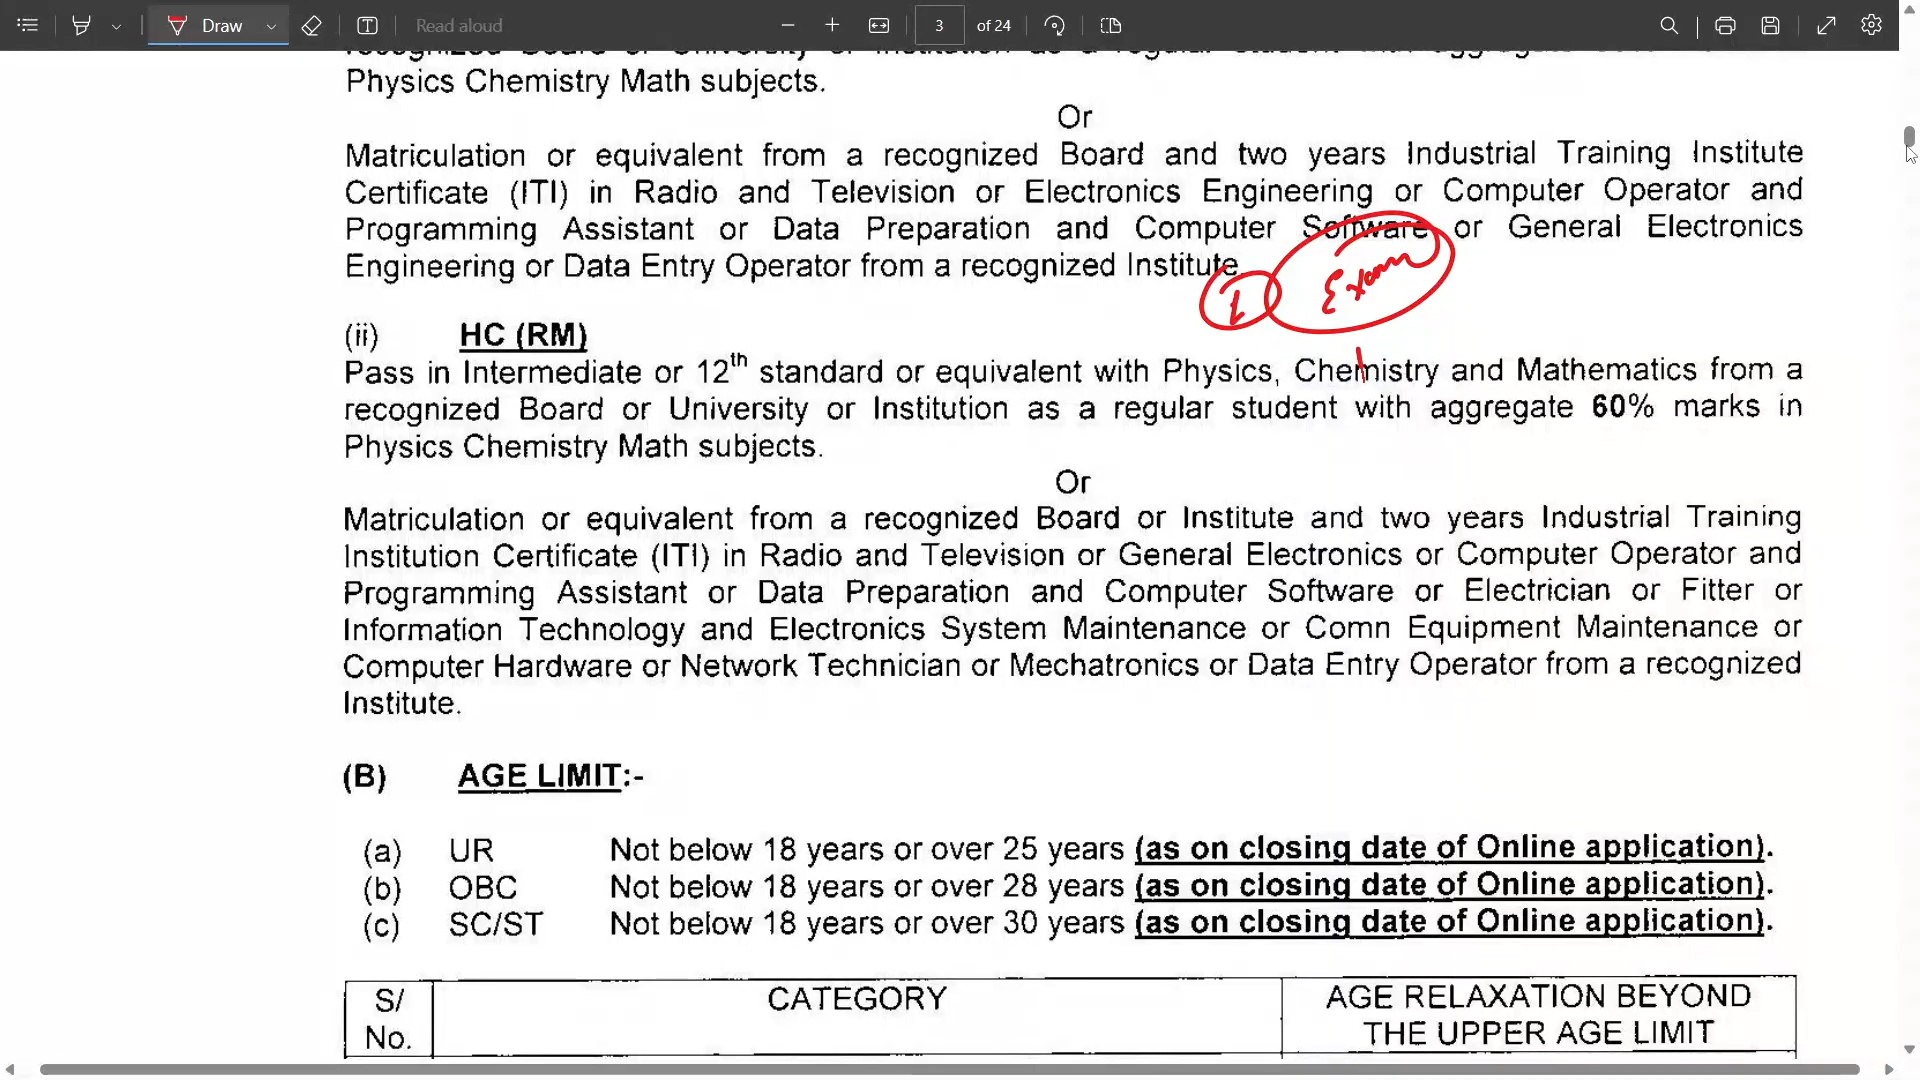 Draw
Read aloud
3 of 24
Physics Chemistry Math subjects.
Or
Matriculation or equivalent from a recognized Board and two years Industrial Training Institute
Certificate (ITI) in Radio and Television or Electronics Engineering or Computer Operator and
Programming Assistant or Data Preparation and Computer Software or General Electronics
Engineering or Data Entry Operator from a recognized Institute.
Exam
(ii) HC (RM)
Pass in Intermediate or 12th standard or equivalent with Physics, Chemistry and Mathematics from a
recognized Board or University or Institution as a regular student with aggregate 60% marks in
Physics Chemistry Math subjects.
Or
Matriculation or equivalent from a recognized Board or Institute and two years Industrial Training
Institution Certificate (ITI) in Radio and Television or General Electronics or Computer Operator and
Programming Assistant or Data Preparation and Computer Software or Electrician or Fitter or
Information Technology and Electronics System Maintenance or Comn Equipment Maintenance or
Computer Hardware or Network Technician or Mechatronics or Data Entry Operator from a recognized
Institute.
(B) AGE LIMIT:-
(a) UR Not below 18 years or over 25 years (as on closing date of Online application).
(b) OBC Not below 18 years or over 28 years (as on closing date of Online application).
(c) SC/ST Not below 18 years or over 30 years (as on closing date of Online application).
S/ No.
CATEGORY
AGE RELAXATION BEYOND
THE UPPER AGE LIMIT